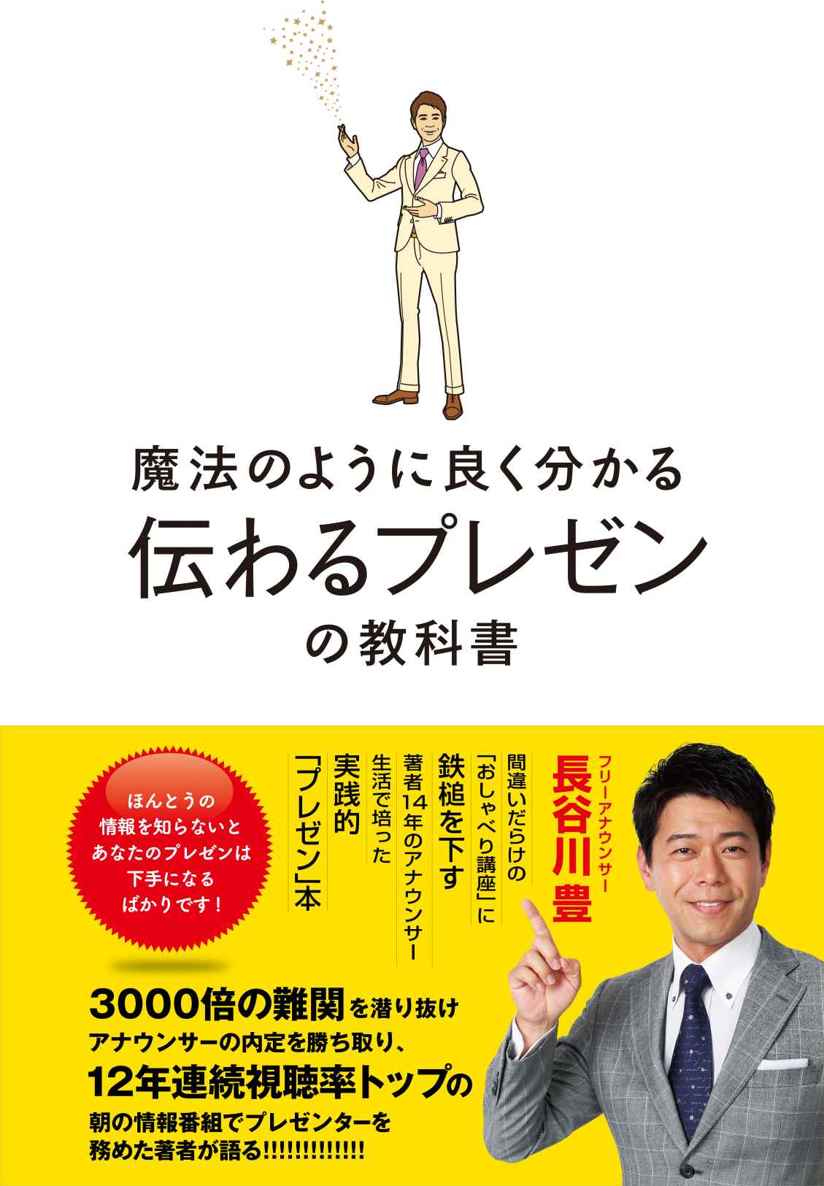 魔法のように良く分かる
伝わるプレゼン
の教科書
フリーアナウンサー
長谷川 豊
間違いだらけの
「おしゃべり講座」に
鉄槌を下す
著者14年のアナウンサー
生活で培った
実践的
「プレゼン」本
ほんとうの
情報を知らないと
あなたのプレゼンは
下手になる
ばかりです！
3000倍の難関を潜り抜け
アナウンサーの内定を勝ち取り、
12年連続視聴率トップの
朝の情報番組でプレゼンターを
務めた著者が語る!!!!!!!!!!!!!